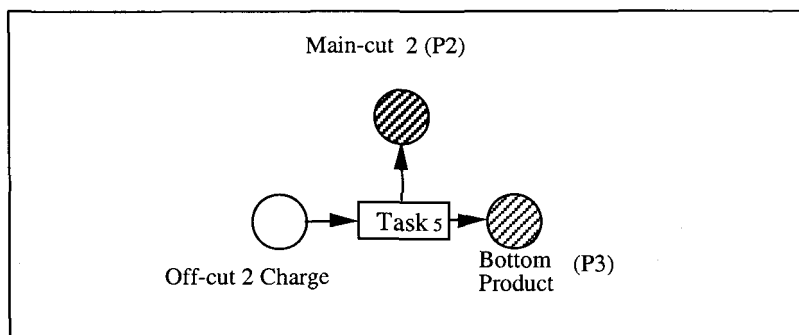 Main-cut 2 (P2)
Task 5
Off-cut 2 Charge
Bottom (P3)
Product